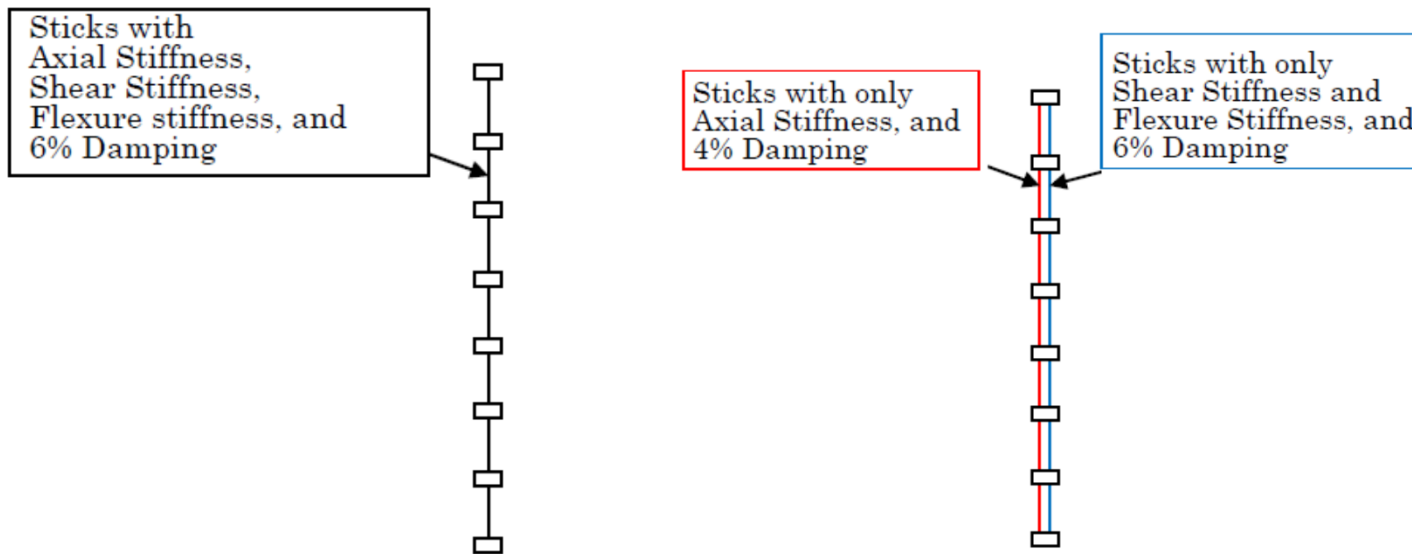 Sticks with
Axial Stiffness,
Shear Stiffness,
Flexure stiffness, and
6% Damping
Sticks with only
Axial Stiffness, and
4% Damping
Sticks with only
Shear Stiffness and
Flexure Stiffness, and
6% Damping